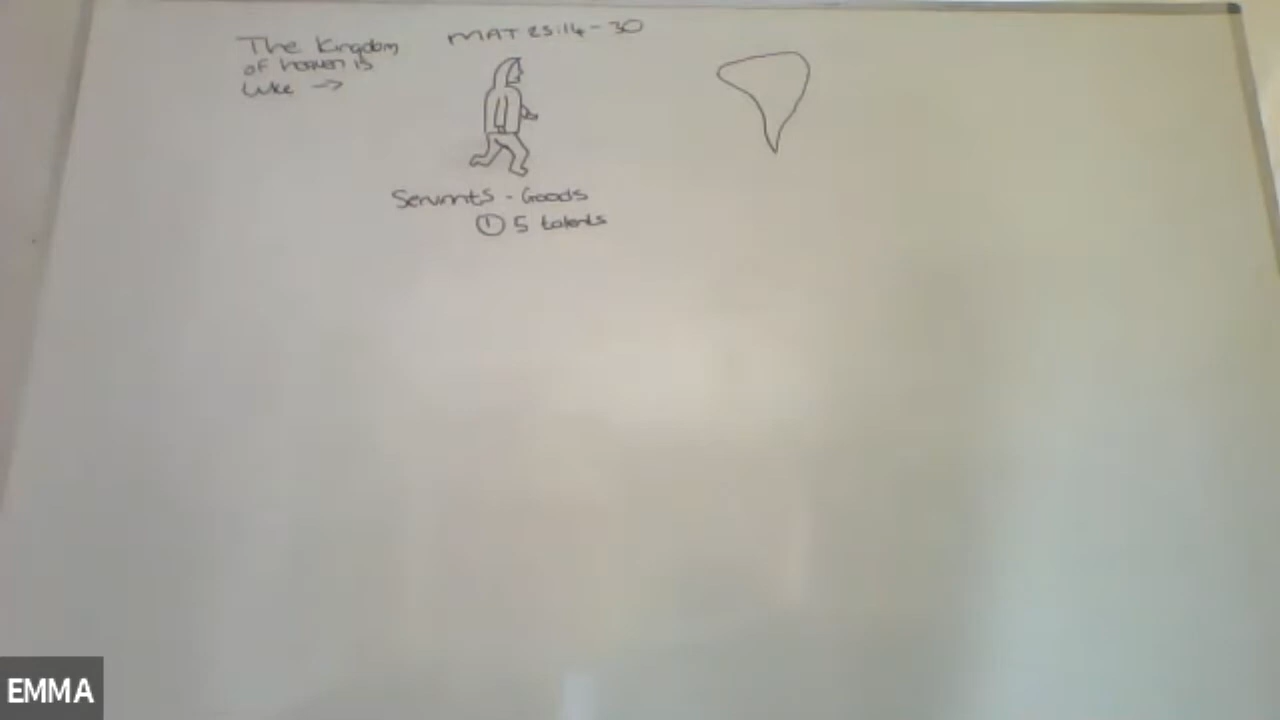 The Kingdom
of heaven is
like →
MAT 25:14-30
Servants - Goods
① 5 talents
EMMA